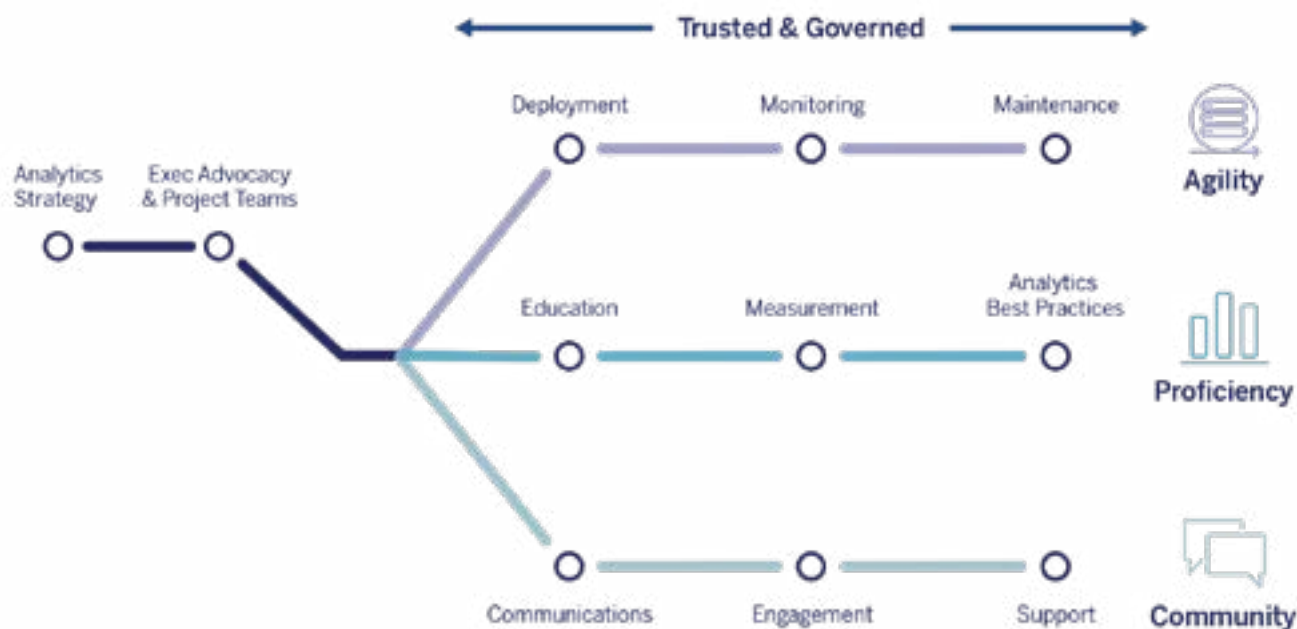 Trusted & Governed
Deployment
Monitoring
Maintenance
Analytics
Strategy
Exec Advocacy
& Project Teams
Agility
Education
Measurement
Analytics
Best Practices
Proficiency
Communications
Engagement
Support
Community